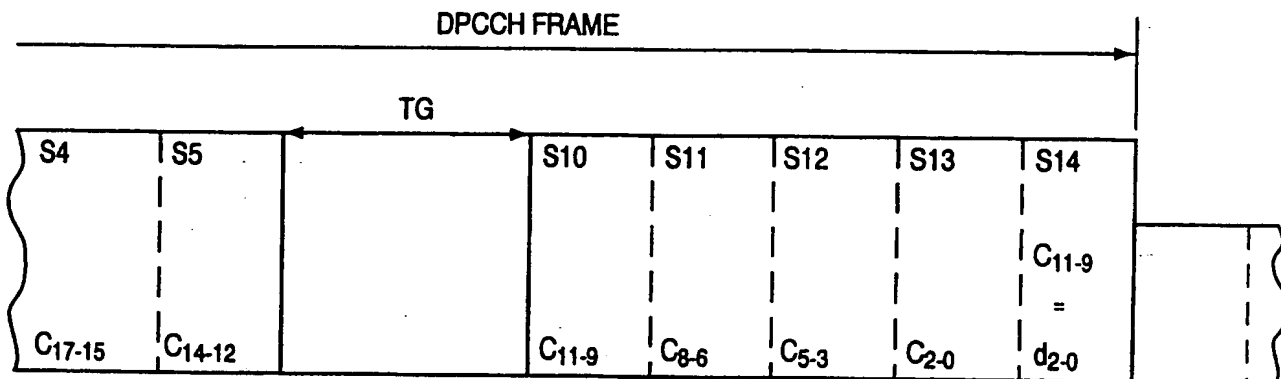 DPCCH FRAME
TG
S4 S5 S10 S11 S12 S13 S14
C11-9
=
C17-15 C14-12 C11-9 C8-6 C5-3 C2-0 d2-0